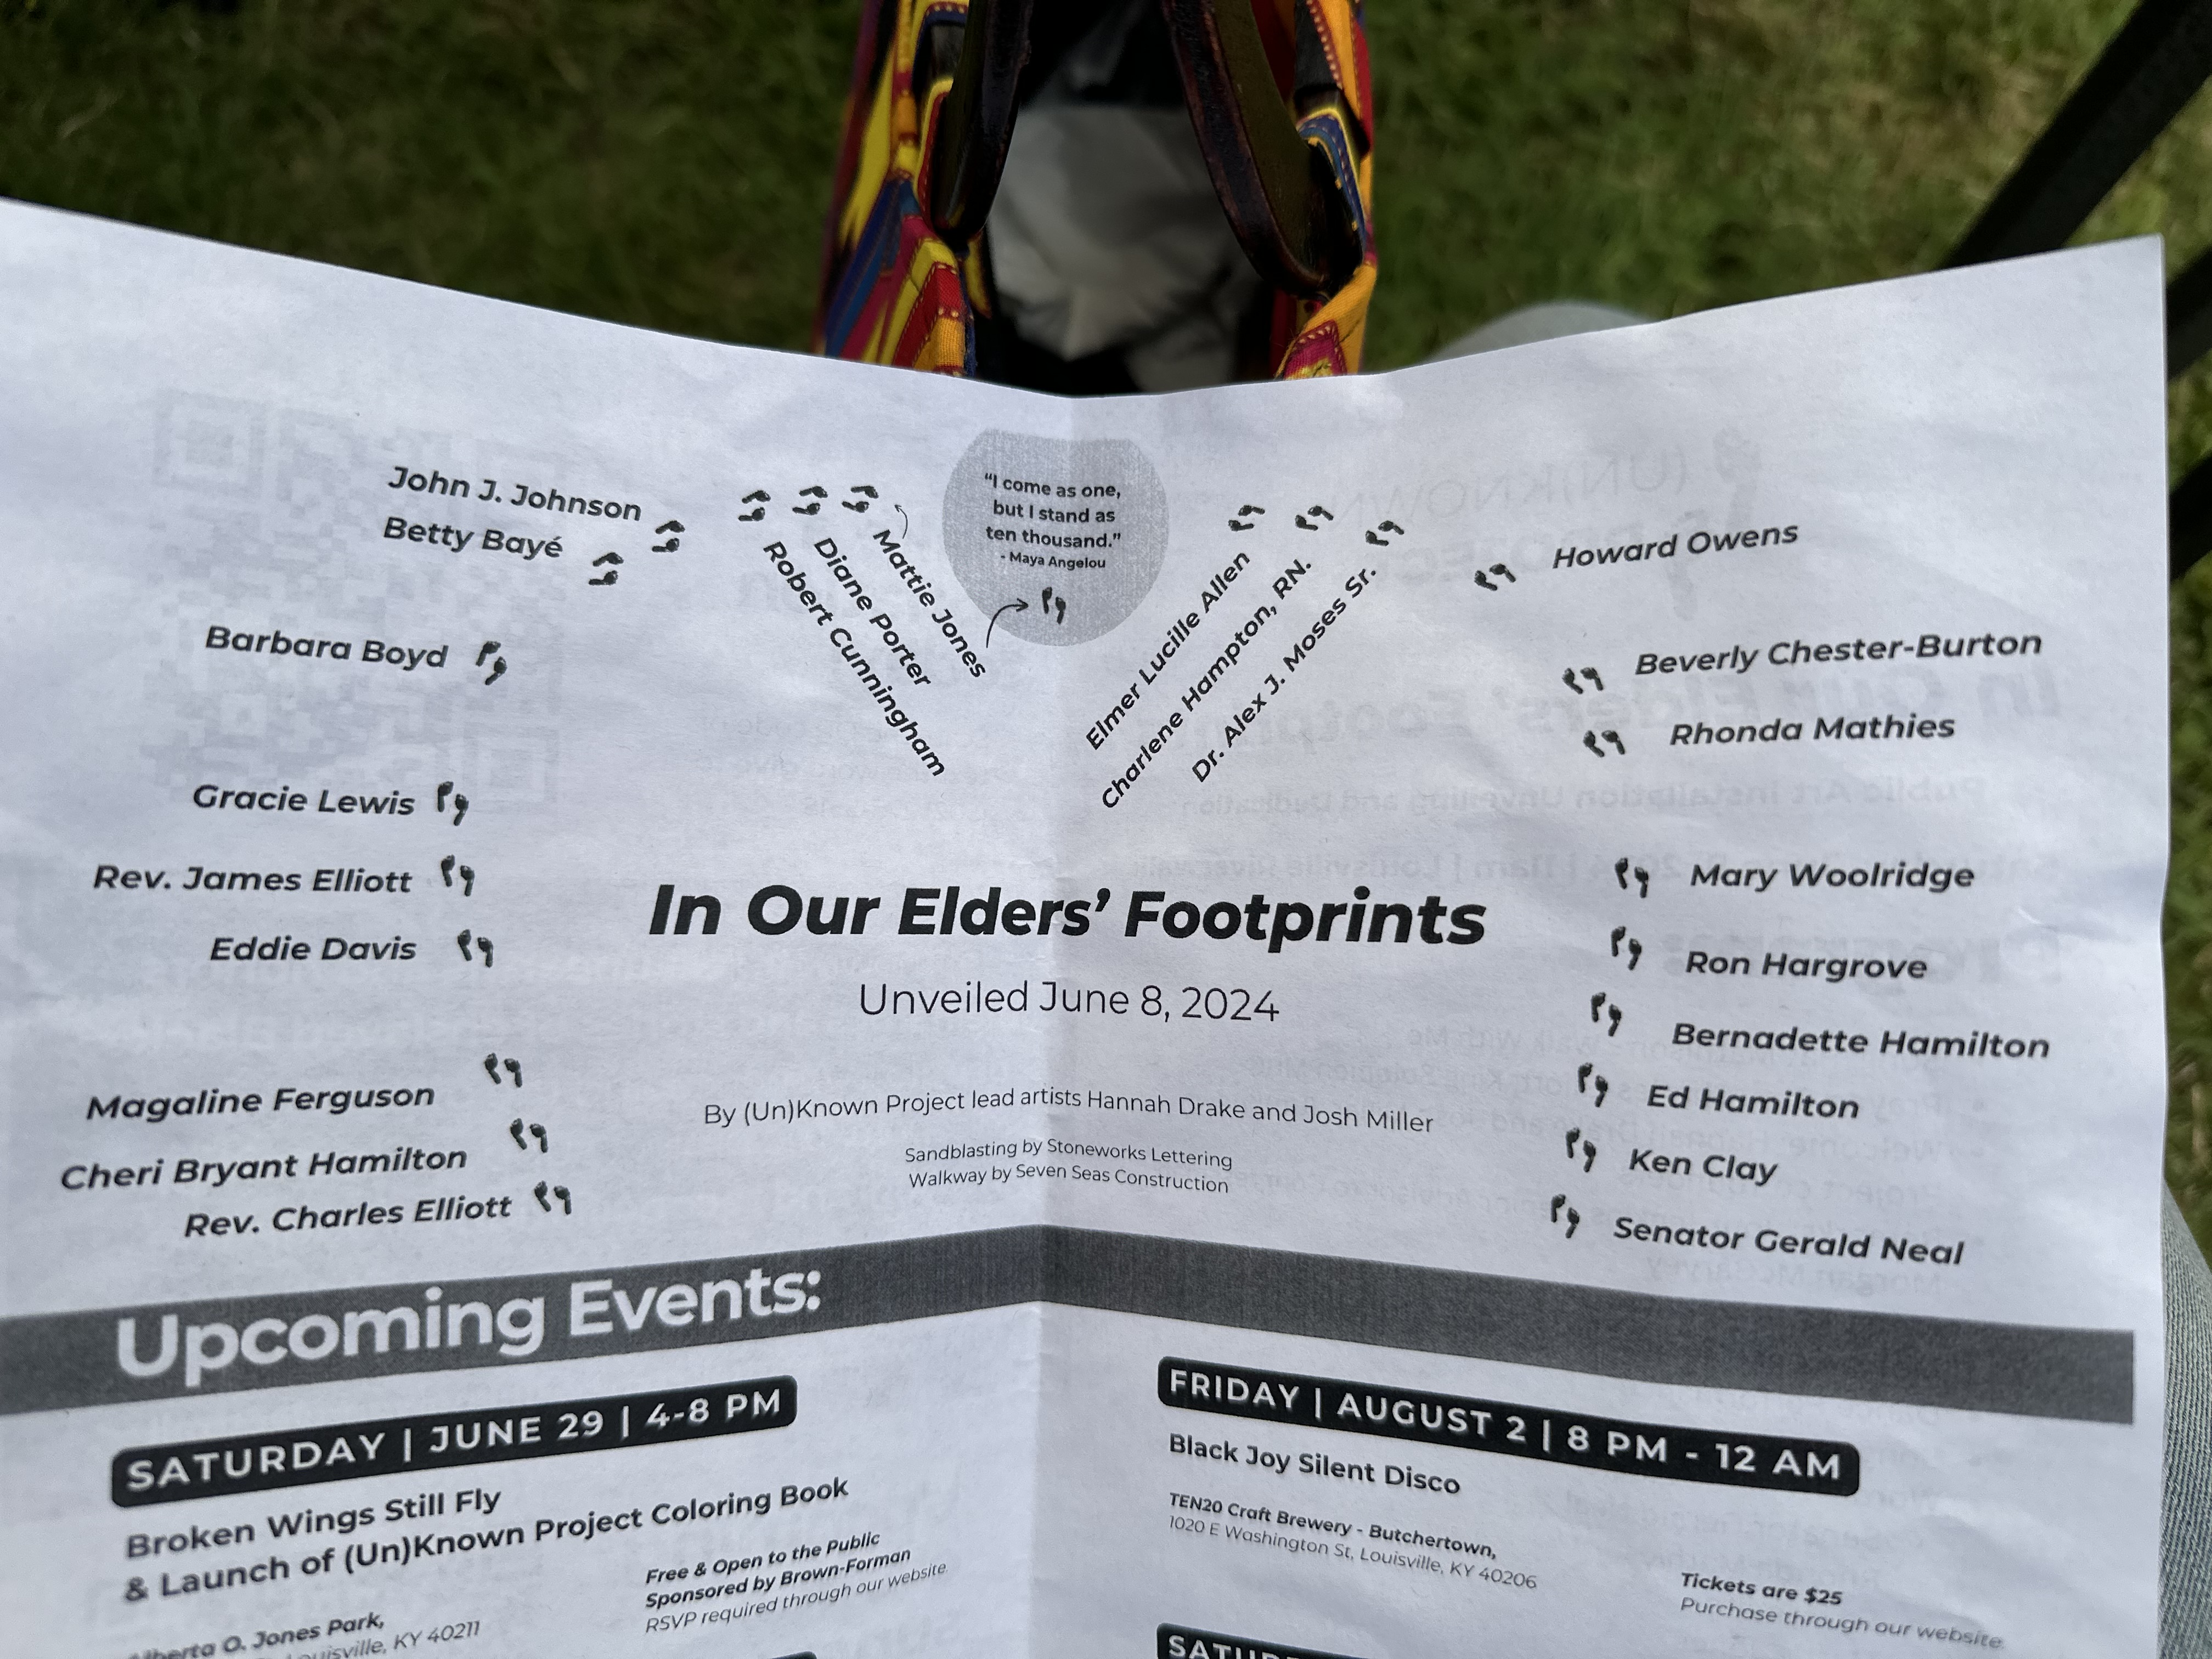 John J. Johnson
Betty Bayé
Barbara Boyd
Gracie Lewis
Rev. James Elliott
Eddie Davis
Magaline Ferguson
Cheri Bryant Hamilton
Rev. Charles Elliott
Robert Cunningham
Diane Porter
Mattie Jones
“I come as one,
but I stand as
ten thousand.”
- Maya Angelou
Elmer Lucille Allen
Charlene Hampton, RN.
Dr. Alex J. Moses Sr.
Howard Owens
Beverly Chester-Burton
Rhonda Mathies
Mary Woolridge
Ron Hargrove
Bernadette Hamilton
Ed Hamilton
Ken Clay
Senator Gerald Neal
In Our Elders’ Footprints
Unveiled June 8, 2024
By (Un)Known Project lead artists Hannah Drake and Josh Miller
Sandblasting by Stoneworks Lettering
Walkway by Seven Seas Construction
Upcoming Events:
SATURDAY | JUNE 29 | 4-8 PM
Broken Wings Still Fly
& Launch of (Un)Known Project Coloring Book
Free & Open to the Public
Sponsored by Brown-Forman
RSVP required through our website
O. Jones Park,
KY 40211
FRIDAY | AUGUST 2 | 8 PM - 12 AM
Black Joy Silent Disco
TEN20 Craft Brewery - Butchertown,
1020 E Washington St, Louisville, KY 40206
Tickets are $25
Purchase through our website